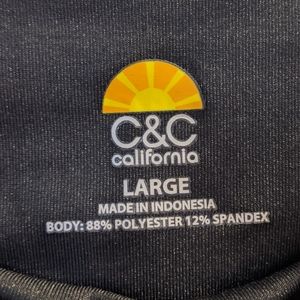 C&C
california
LARGE
MADE IN INDONESIA
BODY: 88% POLYESTER 12% SPANDEX